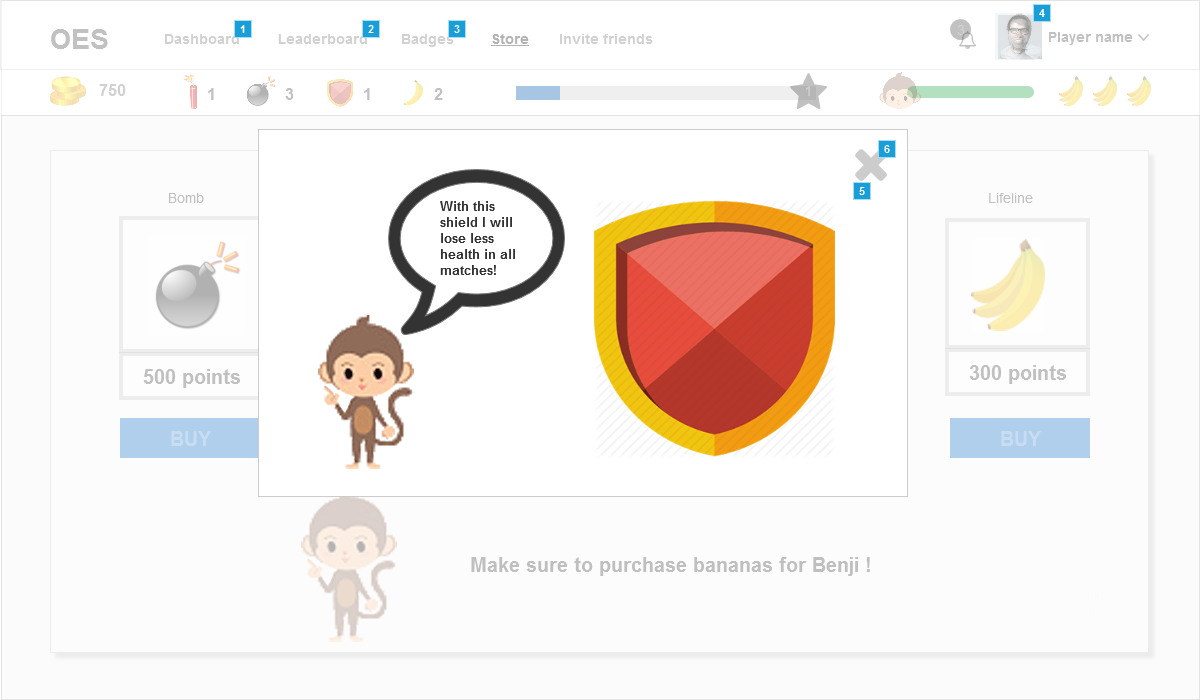 OES
Dashboard 1
Leaderboard 2
Badges 3
Store
Invite friends
3
4
Player name
750
1
3
1
2
1
6
5
Bomb
Lifeline
With this
shield I will
lose less
health in all
matches!
500 points
300 points
BUY
BUY
Make sure to purchase bananas for Benji !